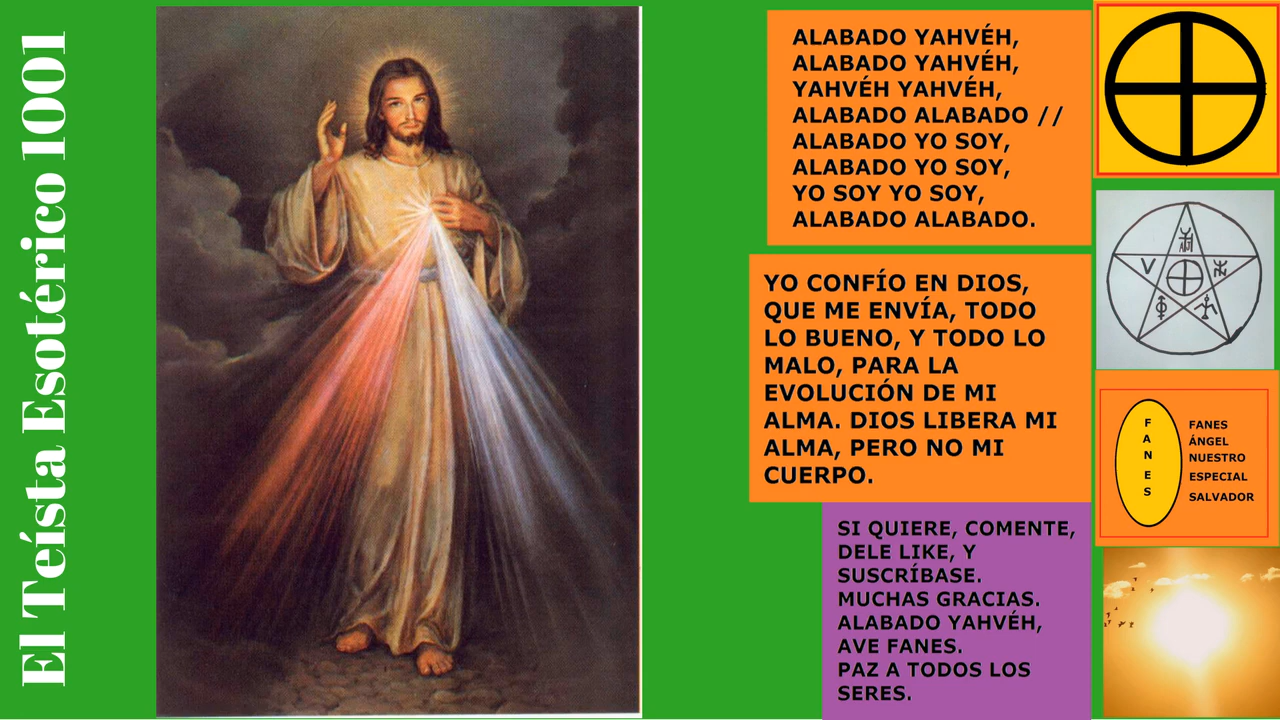 El Teísta Esotérico 1001
ALABADO YAHVÉH,
ALABADO YAHVÉH,
YAHVÉH YAHVÉH,
ALABADO ALABADO //
ALABADO YO SOY,
ALABADO YO SOY,
YO SOY YO SOY,
ALABADO ALABADO.
YO CONFÍO EN DIOS,
QUE ME ENVÍA, TODO
LO BUENO, Y TODO LO
MALO, PARA LA
EVOLUCIÓN DE MI
ALMA. DIOS LIBERA MI
ALMA, PERO NO MI
CUERPO.
SI QUIERE, COMENTE,
DELE LIKE, Y
SUSCRÍBASE.
MUCHAS GRACIAS.
ALABADO YAHVÉH,
AVE FANES.
PAZ A TODOS LOS
SERES.
F
A
N
E
S
FANES
ÁNGEL
NUESTRO
ESPECIAL
SALVADOR